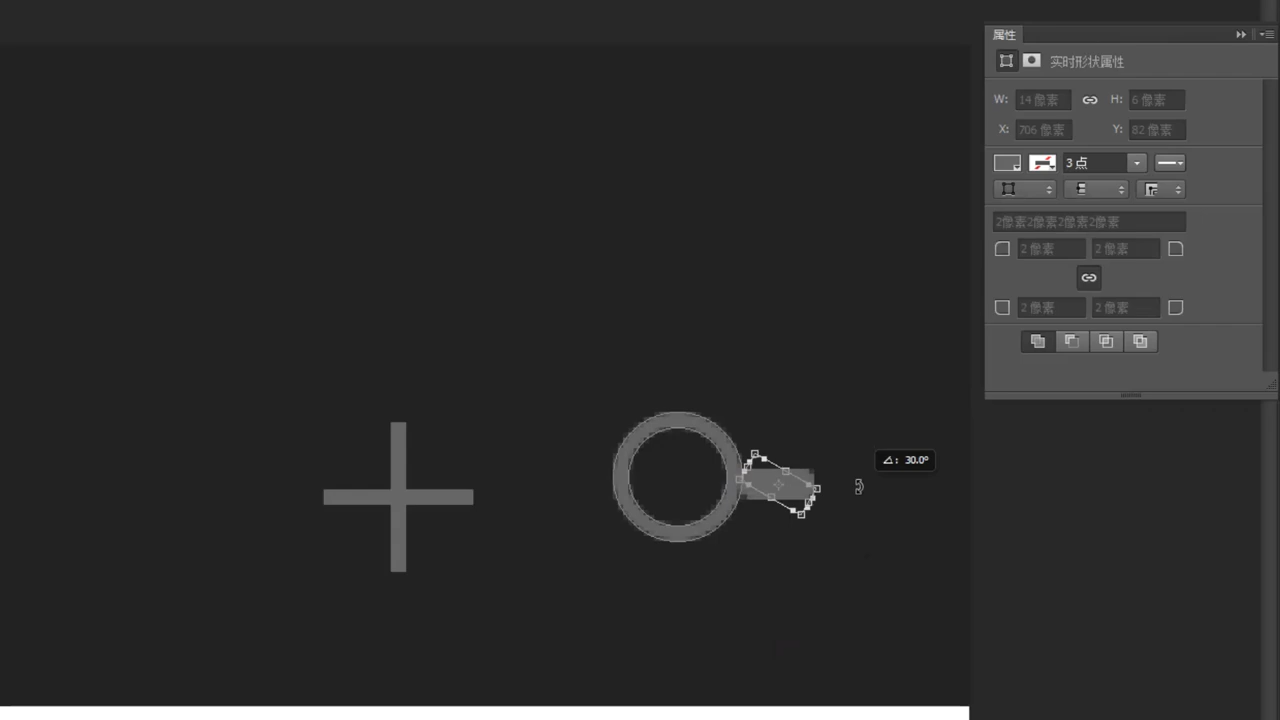 属性
实时形状属性
W: 14 像素 H: 6 像素
X: 706 像素 Y: 82 像素
3 点
2像素2像素2像素2像素
2 像素 2 像素
2 像素 2 像素
⊿: 30.0°